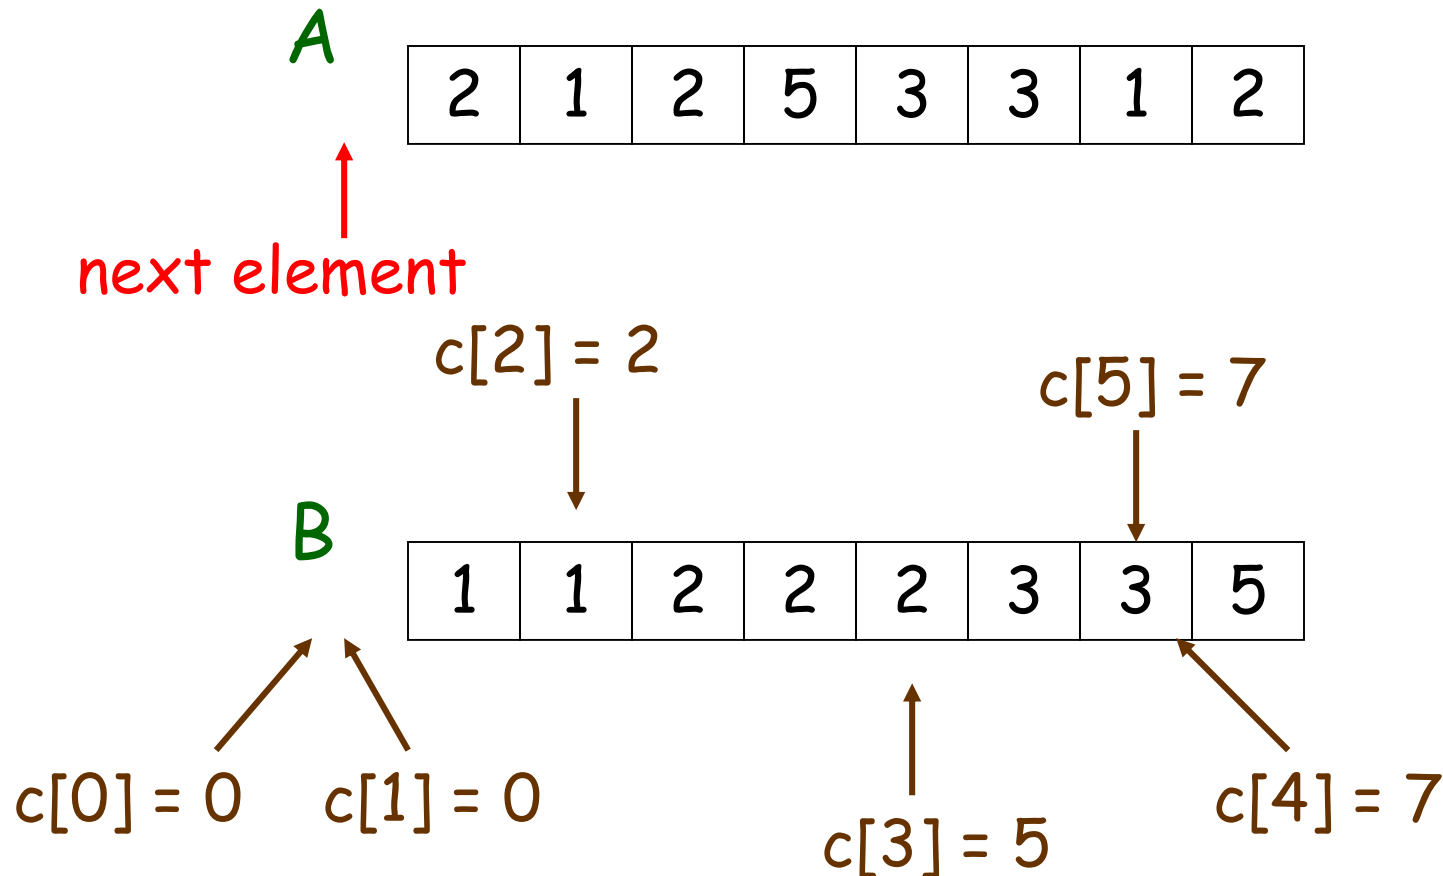 A
2 1 2 5 3 3 1 2
next element
c[2] = 2
c[5] = 7
B
1 1 2 2 2 3 3 5
c[0] = 0
c[1] = 0
c[3] = 5
c[4] = 7